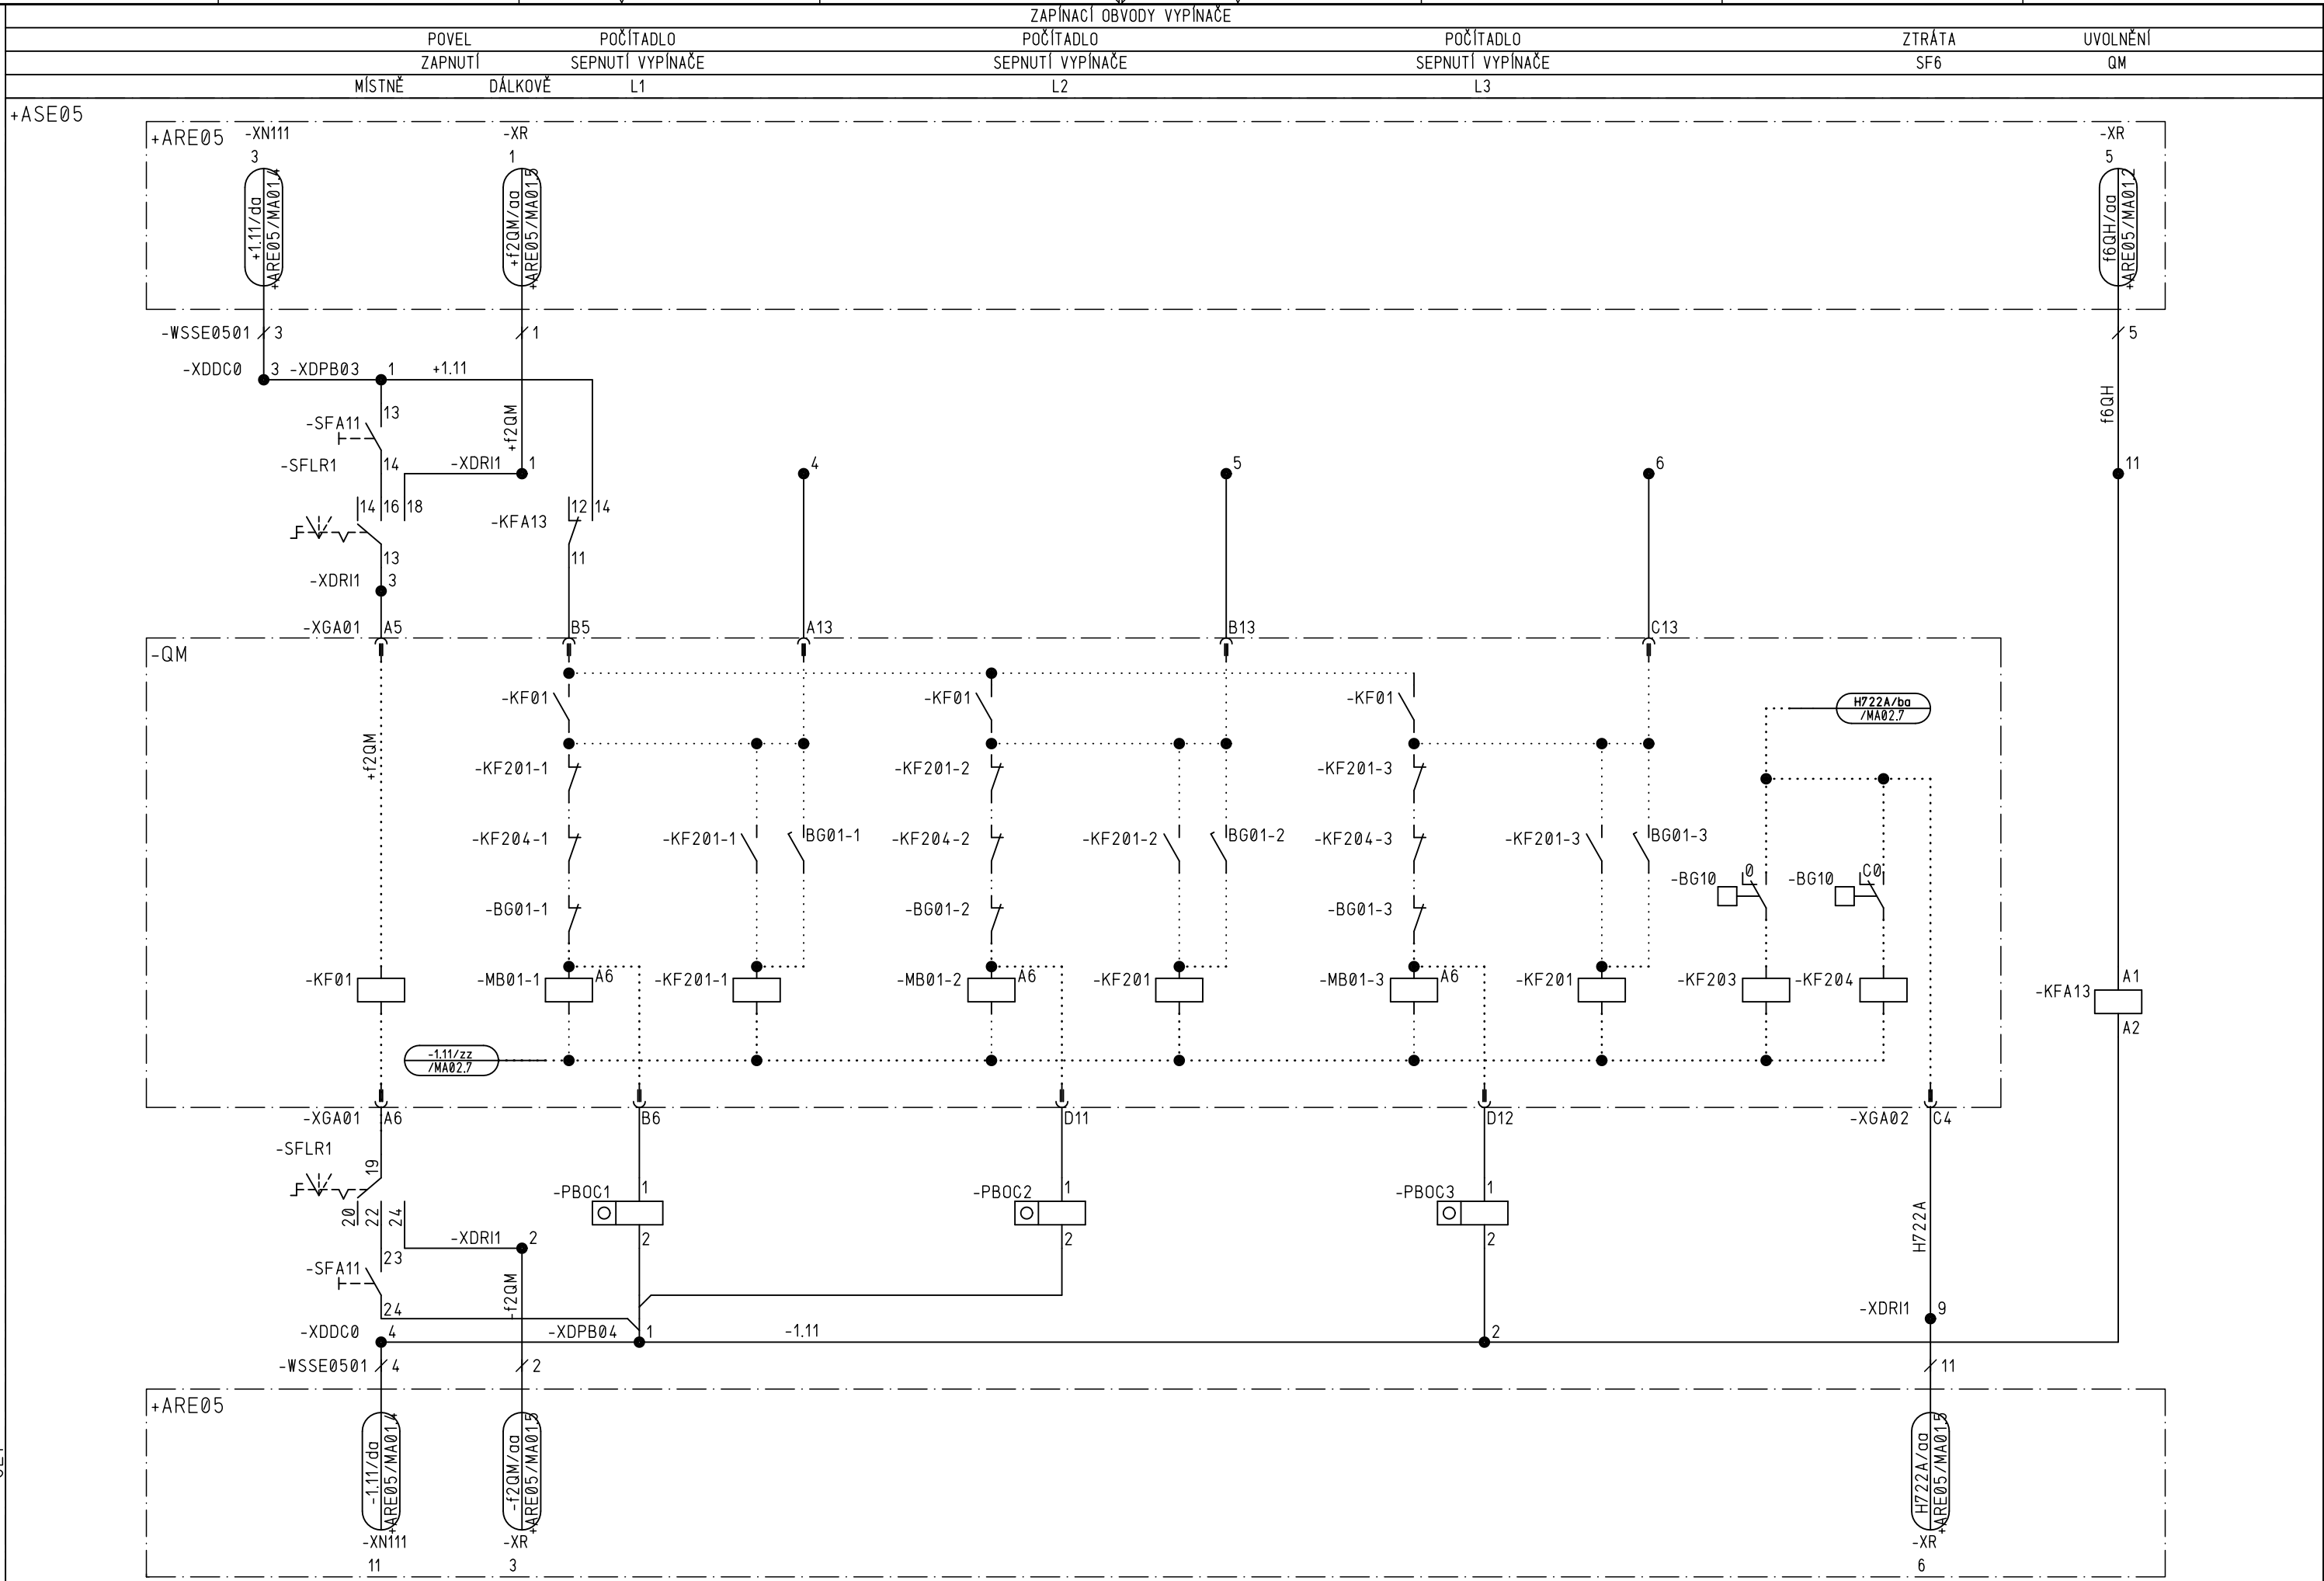 ZAPÍNACÍ OBVODY VYPÍNAČE
POVEL POČÍTADLO POČÍTADLO POČÍTADLO ZTRÁTA UVOLNĚNÍ
ZAPNUTÍ SEPNUTÍ VYPÍNAČE SEPNUTÍ VYPÍNAČE SEPNUTÍ VYPÍNAČE SF6 QM
MÍSTNĚ DÁLKOVĚ L1 L2 L3
+ASE05
+ARE05 -XN111 -XR -XR
3 1 5
+1.11/da
+ARE05/MA01.4
+f2QM/aa
+ARE05/MA01.5
f6QH/aa
+ARE05/MA01.2
-WSSE0501 3 1 5
-XDDC0 3 -XDPB03 1 +1.11
+f2QM
f6QH
13
-SFA11
-SFLR1 14 -XDRI1 1 4 5 6 11
14 16 18 12 14
-KFA13
13 11
-XDRI1 3
-XGA01 A5 B5 A13 B13 C13
-QM
-KF01 -KF01 -KF01
H722A/ba
/MA02.7
+f2QM
-KF201-1 -KF201-2 -KF201-3
-KF204-1 -KF201-1 BG01-1 -KF204-2 -KF201-2 BG01-2 -KF204-3 -KF201-3 BG01-3
-BG10 0 -BG10 C0
-BG01-1 -BG01-2 -BG01-3
-KF01 -MB01-1 A6 -KF201-1 -MB01-2 A6 -KF201 -MB01-3 A6 -KF201 -KF203 -KF204 A1
-KFA13
A2
-1.11/zz
/MA02.7
-XGA01 A6 B6 D11 D12 -XGA02 C4
-SFLR1
19
-PBOC1 1 -PBOC2 1 -PBOC3 1
20 22 24
-XDRI1 2 2 2 2
H722A
23
-SFA11
-f2QM
24
-XDRI1 9
-XDDC0 4 -XDPB04 1 -1.11 2
-WSSE0501 4 2 11
+ARE05
-1.11/da
+ARE05/MA01.4
-f2QM/aa
+ARE05/MA01.5
H722A/aa
+ARE05/MA01.5
-XN111 -XR -XR
11 3 6